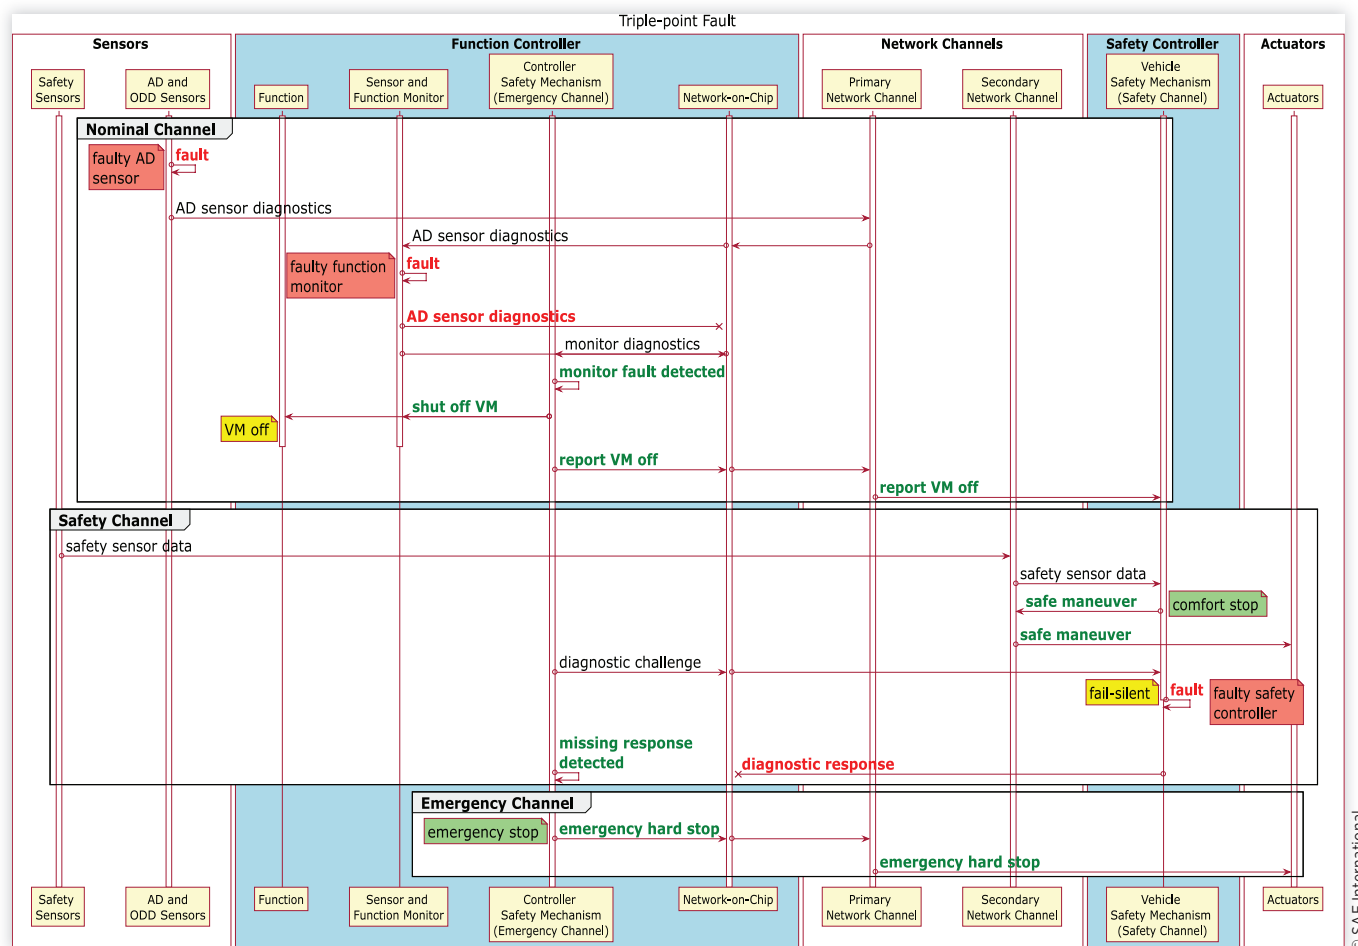 Triple-point Fault
Sensors
Function Controller
Network Channels
Safety Controller
Actuators
Safety
Sensors
AD and
ODD Sensors
Function
Sensor and
Function Monitor
Controller
Safety Mechanism
(Emergency Channel)
Network-on-Chip
Primary
Network Channel
Secondary
Network Channel
Vehicle
Safety Mechanism
(Safety Channel)
Actuators
Nominal Channel
faulty AD
sensor
fault
AD sensor diagnostics
AD sensor diagnostics
faulty function
monitor
fault
AD sensor diagnostics
monitor diagnostics
monitor fault detected
shut off VM
VM off
report VM off
report VM off
Safety Channel
safety sensor data
safety sensor data
safe maneuver
comfort stop
safe maneuver
diagnostic challenge
fail-silent
fault
faulty safety
controller
missing response
detected
diagnostic response
Emergency Channel
emergency stop
emergency hard stop
emergency hard stop
Safety
Sensors
AD and
ODD Sensors
Function
Sensor and
Function Monitor
Controller
Safety Mechanism
(Emergency Channel)
Network-on-Chip
Primary
Network Channel
Secondary
Network Channel
Vehicle
Safety Mechanism
(Safety Channel)
Actuators
SAE International